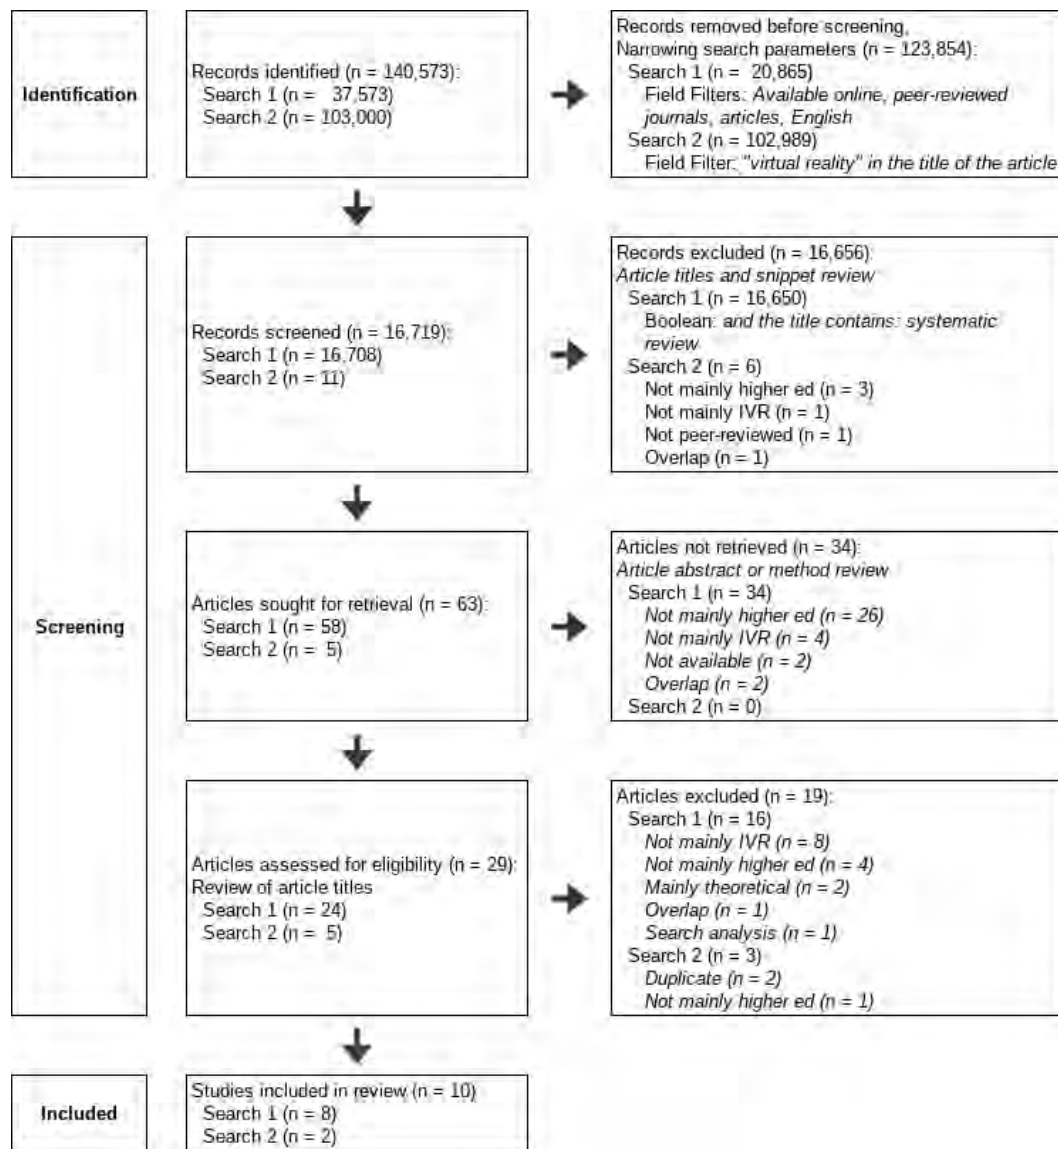 Identification
Records identified (n = 140,573):
Search 1 (n = 37,573)
Search 2 (n = 103,000)
Records removed before screening,
Narrowing search parameters (n = 123,854):
Search 1 (n = 20,865)
Field Filters: Available online, peer-reviewed
journals, articles, English
Search 2 (n = 102,989)
Field Filter: "virtual reality" in the title of the article
Screening
Records screened (n = 16,719):
Search 1 (n = 16,708)
Search 2 (n = 11)
Records excluded (n = 16,656):
Article titles and snippet review
Search 1 (n = 16,650)
Boolean: and the title contains: systematic
review
Search 2 (n = 6)
Not mainly higher ed (n = 3)
Not mainly IVR (n = 1)
Not peer-reviewed (n = 1)
Overlap (n = 1)
Articles sought for retrieval (n = 63):
Search 1 (n = 58)
Search 2 (n = 5)
Articles not retrieved (n = 34):
Article abstract or method review
Search 1 (n = 34)
Not mainly higher ed (n = 26)
Not mainly IVR (n = 4)
Not available (n = 2)
Overlap (n = 2)
Search 2 (n = 0)
Articles assessed for eligibility (n = 29):
Review of article titles
Search 1 (n = 24)
Search 2 (n = 5)
Articles excluded (n = 19):
Search 1 (n = 16)
Not mainly IVR (n = 8)
Not mainly higher ed (n = 4)
Mainly theoretical (n = 2)
Overlap (n = 1)
Search analysis (n = 1)
Search 2 (n = 3)
Duplicate (n = 2)
Not mainly higher ed (n = 1)
Included
Studies included in review (n = 10)
Search 1 (n = 8)
Search 2 (n = 2)